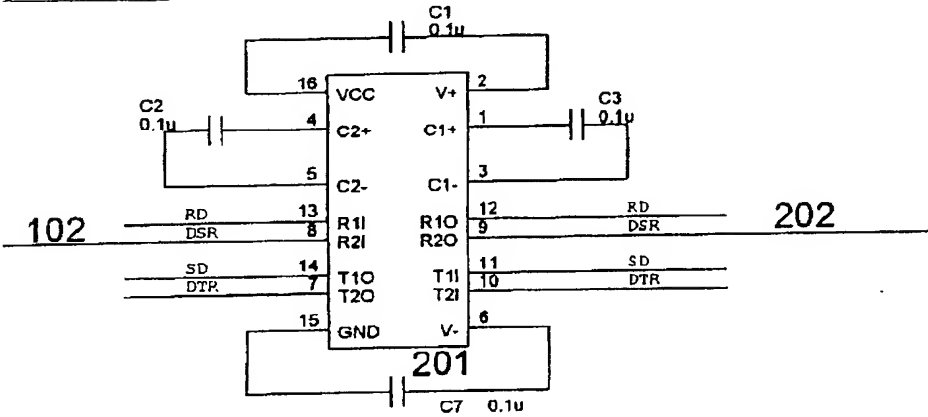 C1
0.1u
16 VCC V+ 2
C2
0.1u
4 C2+ C1+ 1
C3
0.1u
5 C2- C1- 3
102
RD 13 R1I R1O 12 RD
DSR 8 R2I R2O 9 DSR
202
SD 14 T1O T1I 11 SD
DTR 7 T2O T2I 10 DTR
15 GND V- 6
201
C7 0.1u